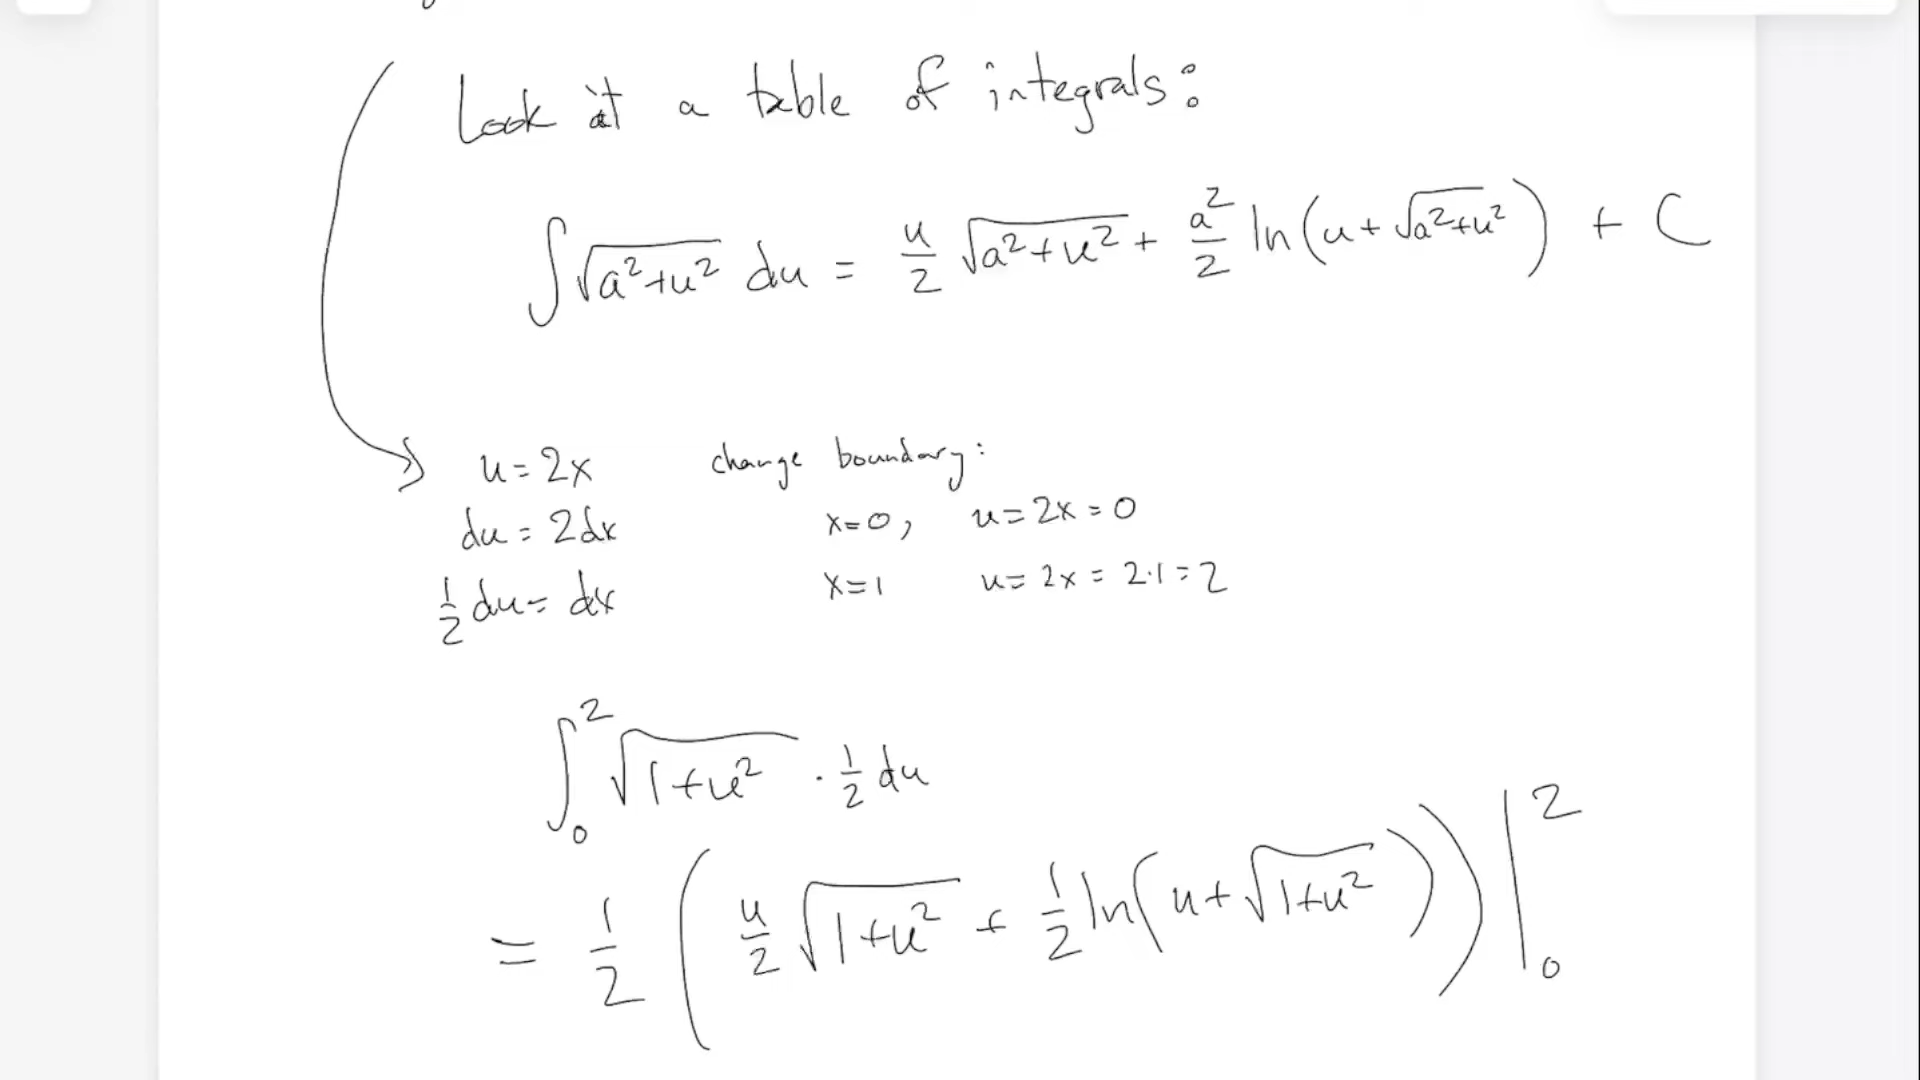 Look at a table of integrals:
∫√(a²+u²) du = u/2 √(a²+u²) + a²/2 ln(u+√(a²+u²)) + C
u=2x change boundary:
du = 2dx x=0, u=2x=0
1/2 du = dx x=1 u=2x=2·1=2
∫₀² √(1+u²) · 1/2 du
= 1/2 (u/2 √(1+u²) + 1/2 ln(u+√(1+u²))) |₀²